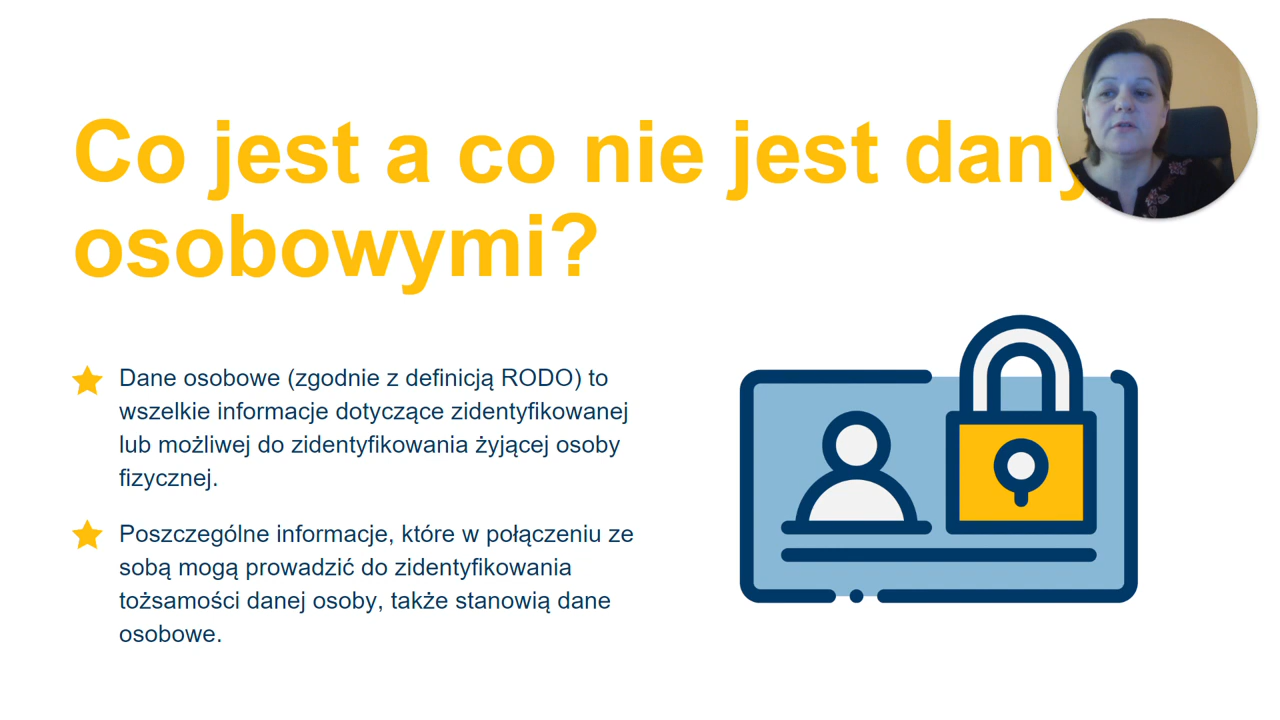 Co jest a co nie jest
osobowymi?
Dane osobowe (zgodnie z definicją RODO) to
wszelkie informacje dotyczące zidentyfikowanej
lub możliwej do zidentyfikowania żyjącej osoby
fizycznej.
Poszczególne informacje, które w połączeniu ze
sobą mogą prowadzić do zidentyfikowania
tożsamości danej osoby, także stanowią dane
osobowe.